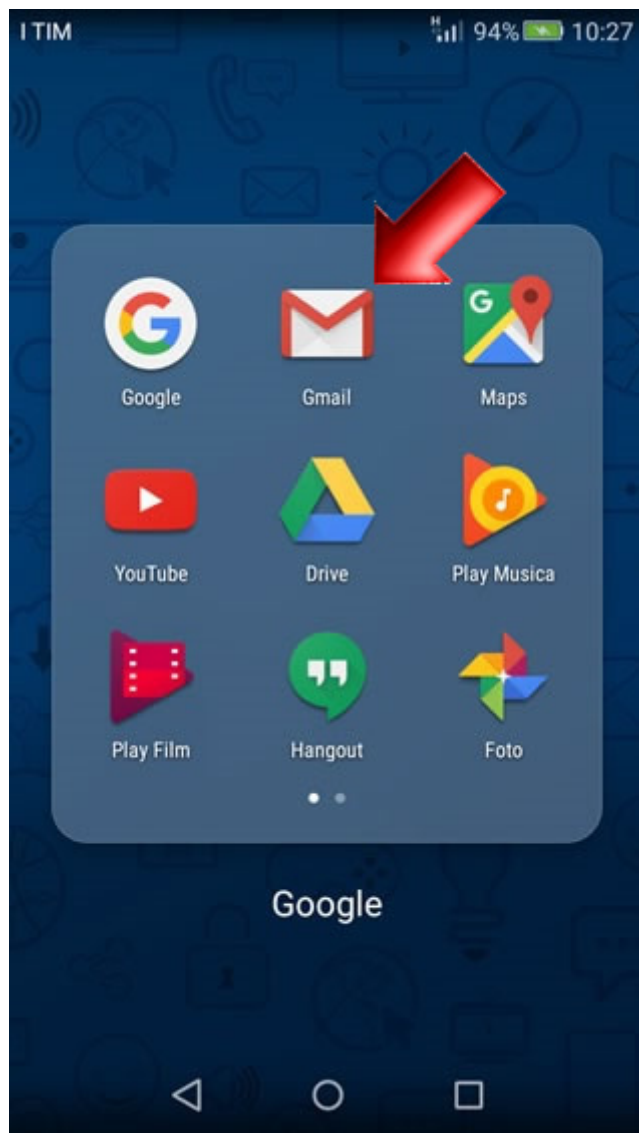 I TIM H 94% 10:27
Google Gmail Maps
YouTube Drive Play Musica
Play Film Hangout Foto
Google